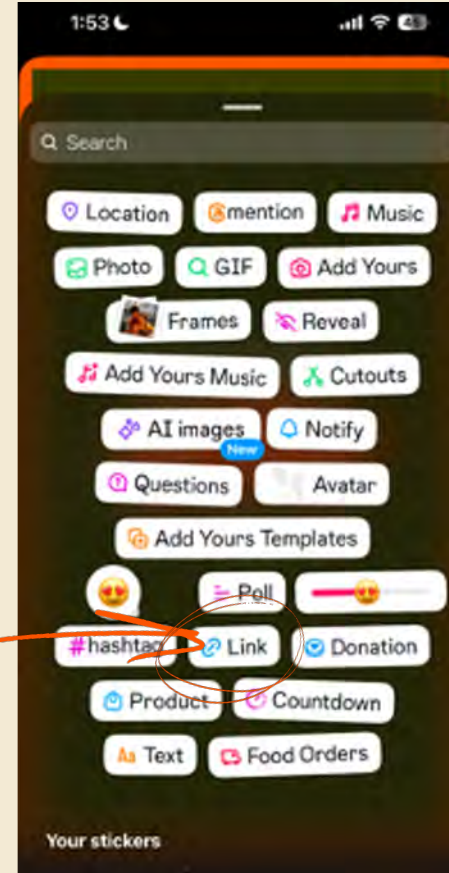 1:53
Search
Location @mention Music
Photo GIF Add Yours
Frames Reveal
Add Yours Music Cutouts
AI images Notify
New
Questions Avatar
Add Yours Templates
Poll
#hashtag Link Donation
Product Countdown
Aa Text Food Orders
Your stickers